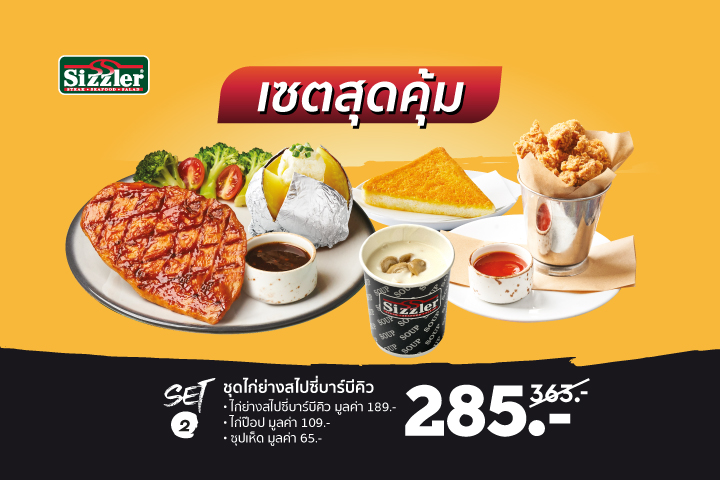 Sizzler
STEAK • SEAFOOD • SALAD
เซตสุดคุ้ม
SOUP
Sizzler
SOUP
SET
2
ชุดไก่ย่างสไปซี่บาร์บีคิว
• ไก่ย่างสไปซี่บาร์บีคิว มูลค่า 189.-
• ไก่ป๊อป มูลค่า 109.-
• ซุปเห็ด มูลค่า 65.-
285.-
363.-